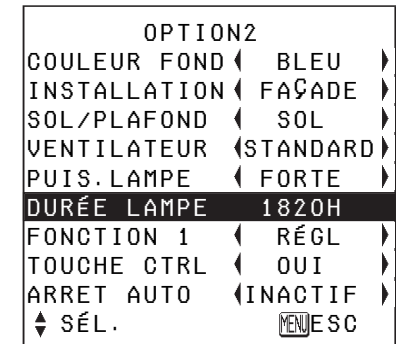 OPTION2
COULEUR FOND BLEU
INSTALLATION FAÇADE
SOL/PLAFOND SOL
VENTILATEUR STANDARD
PUIS.LAMPE FORTE
DURÉE LAMPE 1820H
FONCTION 1 RÉGL
TOUCHE CTRL OUI
ARRET AUTO INACTIF
SÉL. MENU ESC